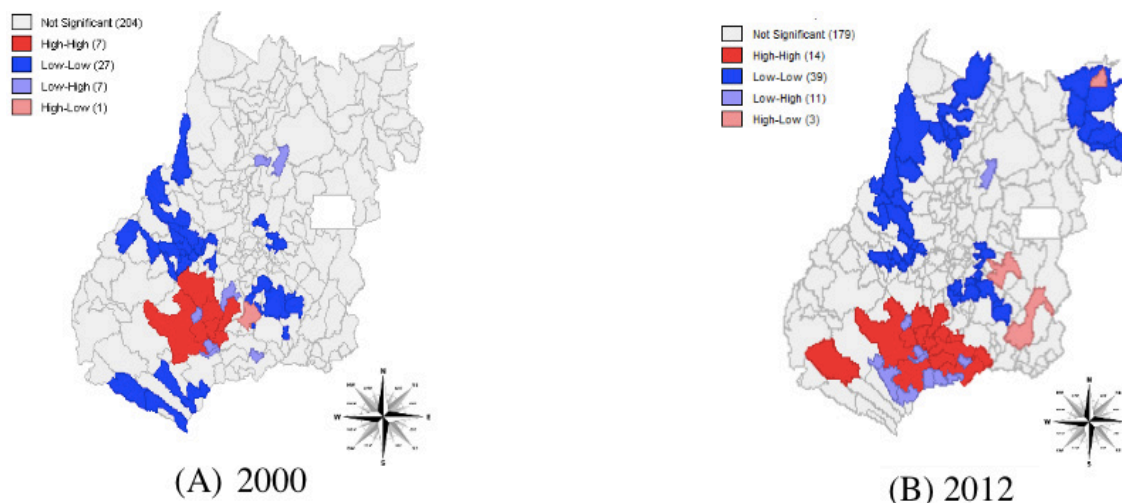 Not Significant (204)
High-High (7)
Low-Low (27)
Low-High (7)
High-Low (1)
N
W
E
S
(A) 2000
Not Significant (179)
High-High (14)
Low-Low (39)
Low-High (11)
High-Low (3)
N
W
S
(B) 2012